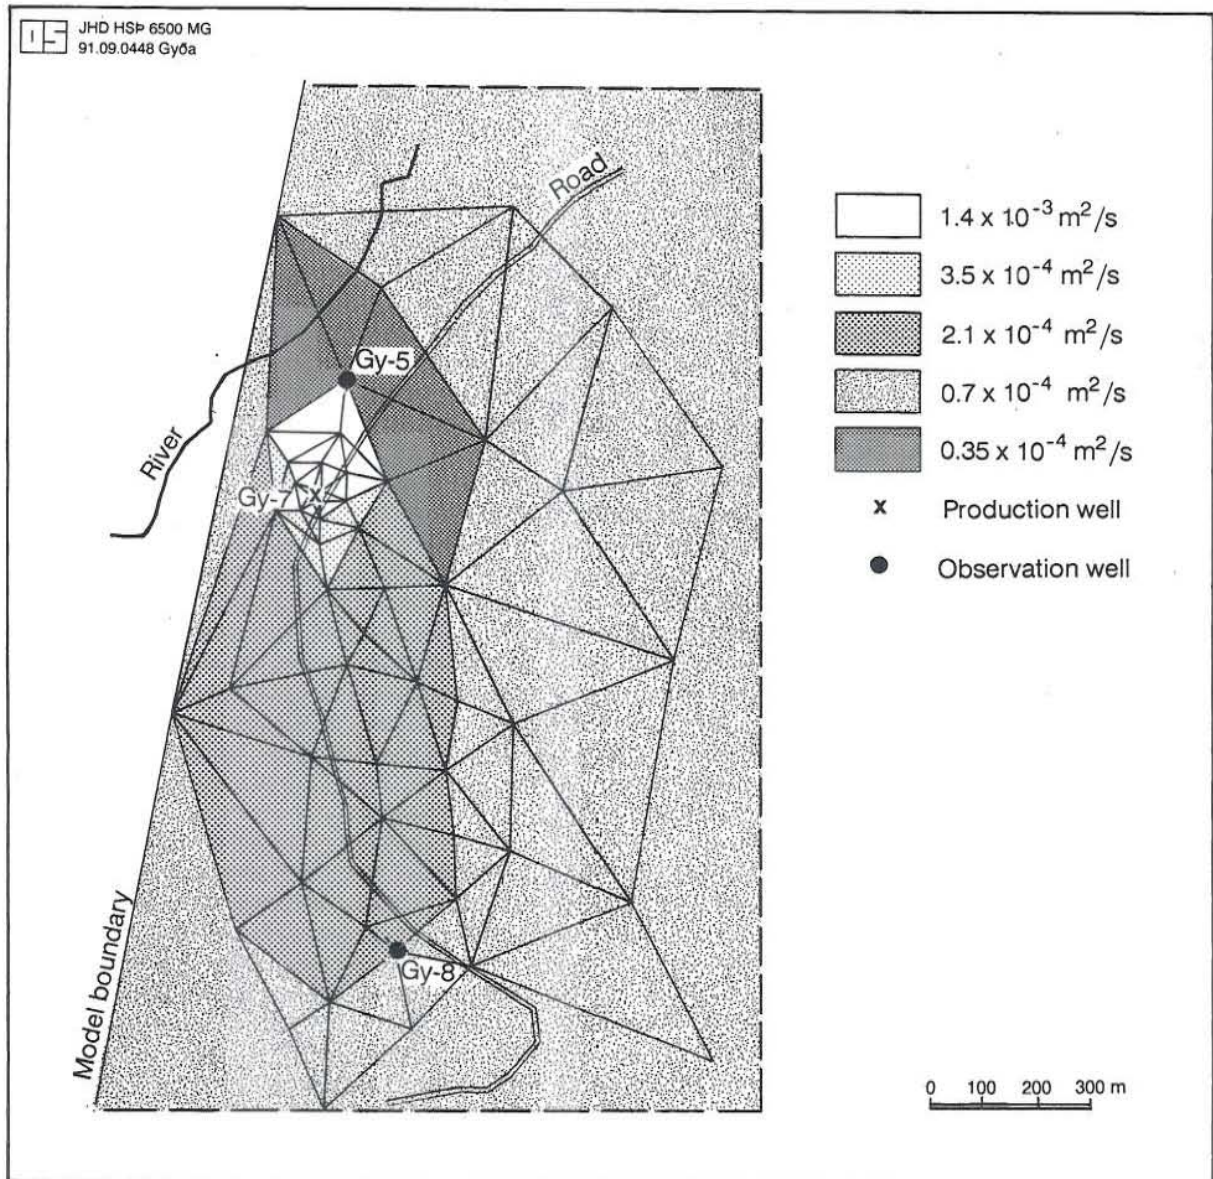 OS
JHD HSÞ 6500 MG
91.09.0448 Gyða
Road
Gy-5
River
Gy-7
Gy-8
Model boundary
1.4 x 10⁻³ m²/s
3.5 x 10⁻⁴ m²/s
2.1 x 10⁻⁴ m²/s
0.7 x 10⁻⁴ m²/s
0.35 x 10⁻⁴ m²/s
x Production well
Observation well
0 100 200 300 m